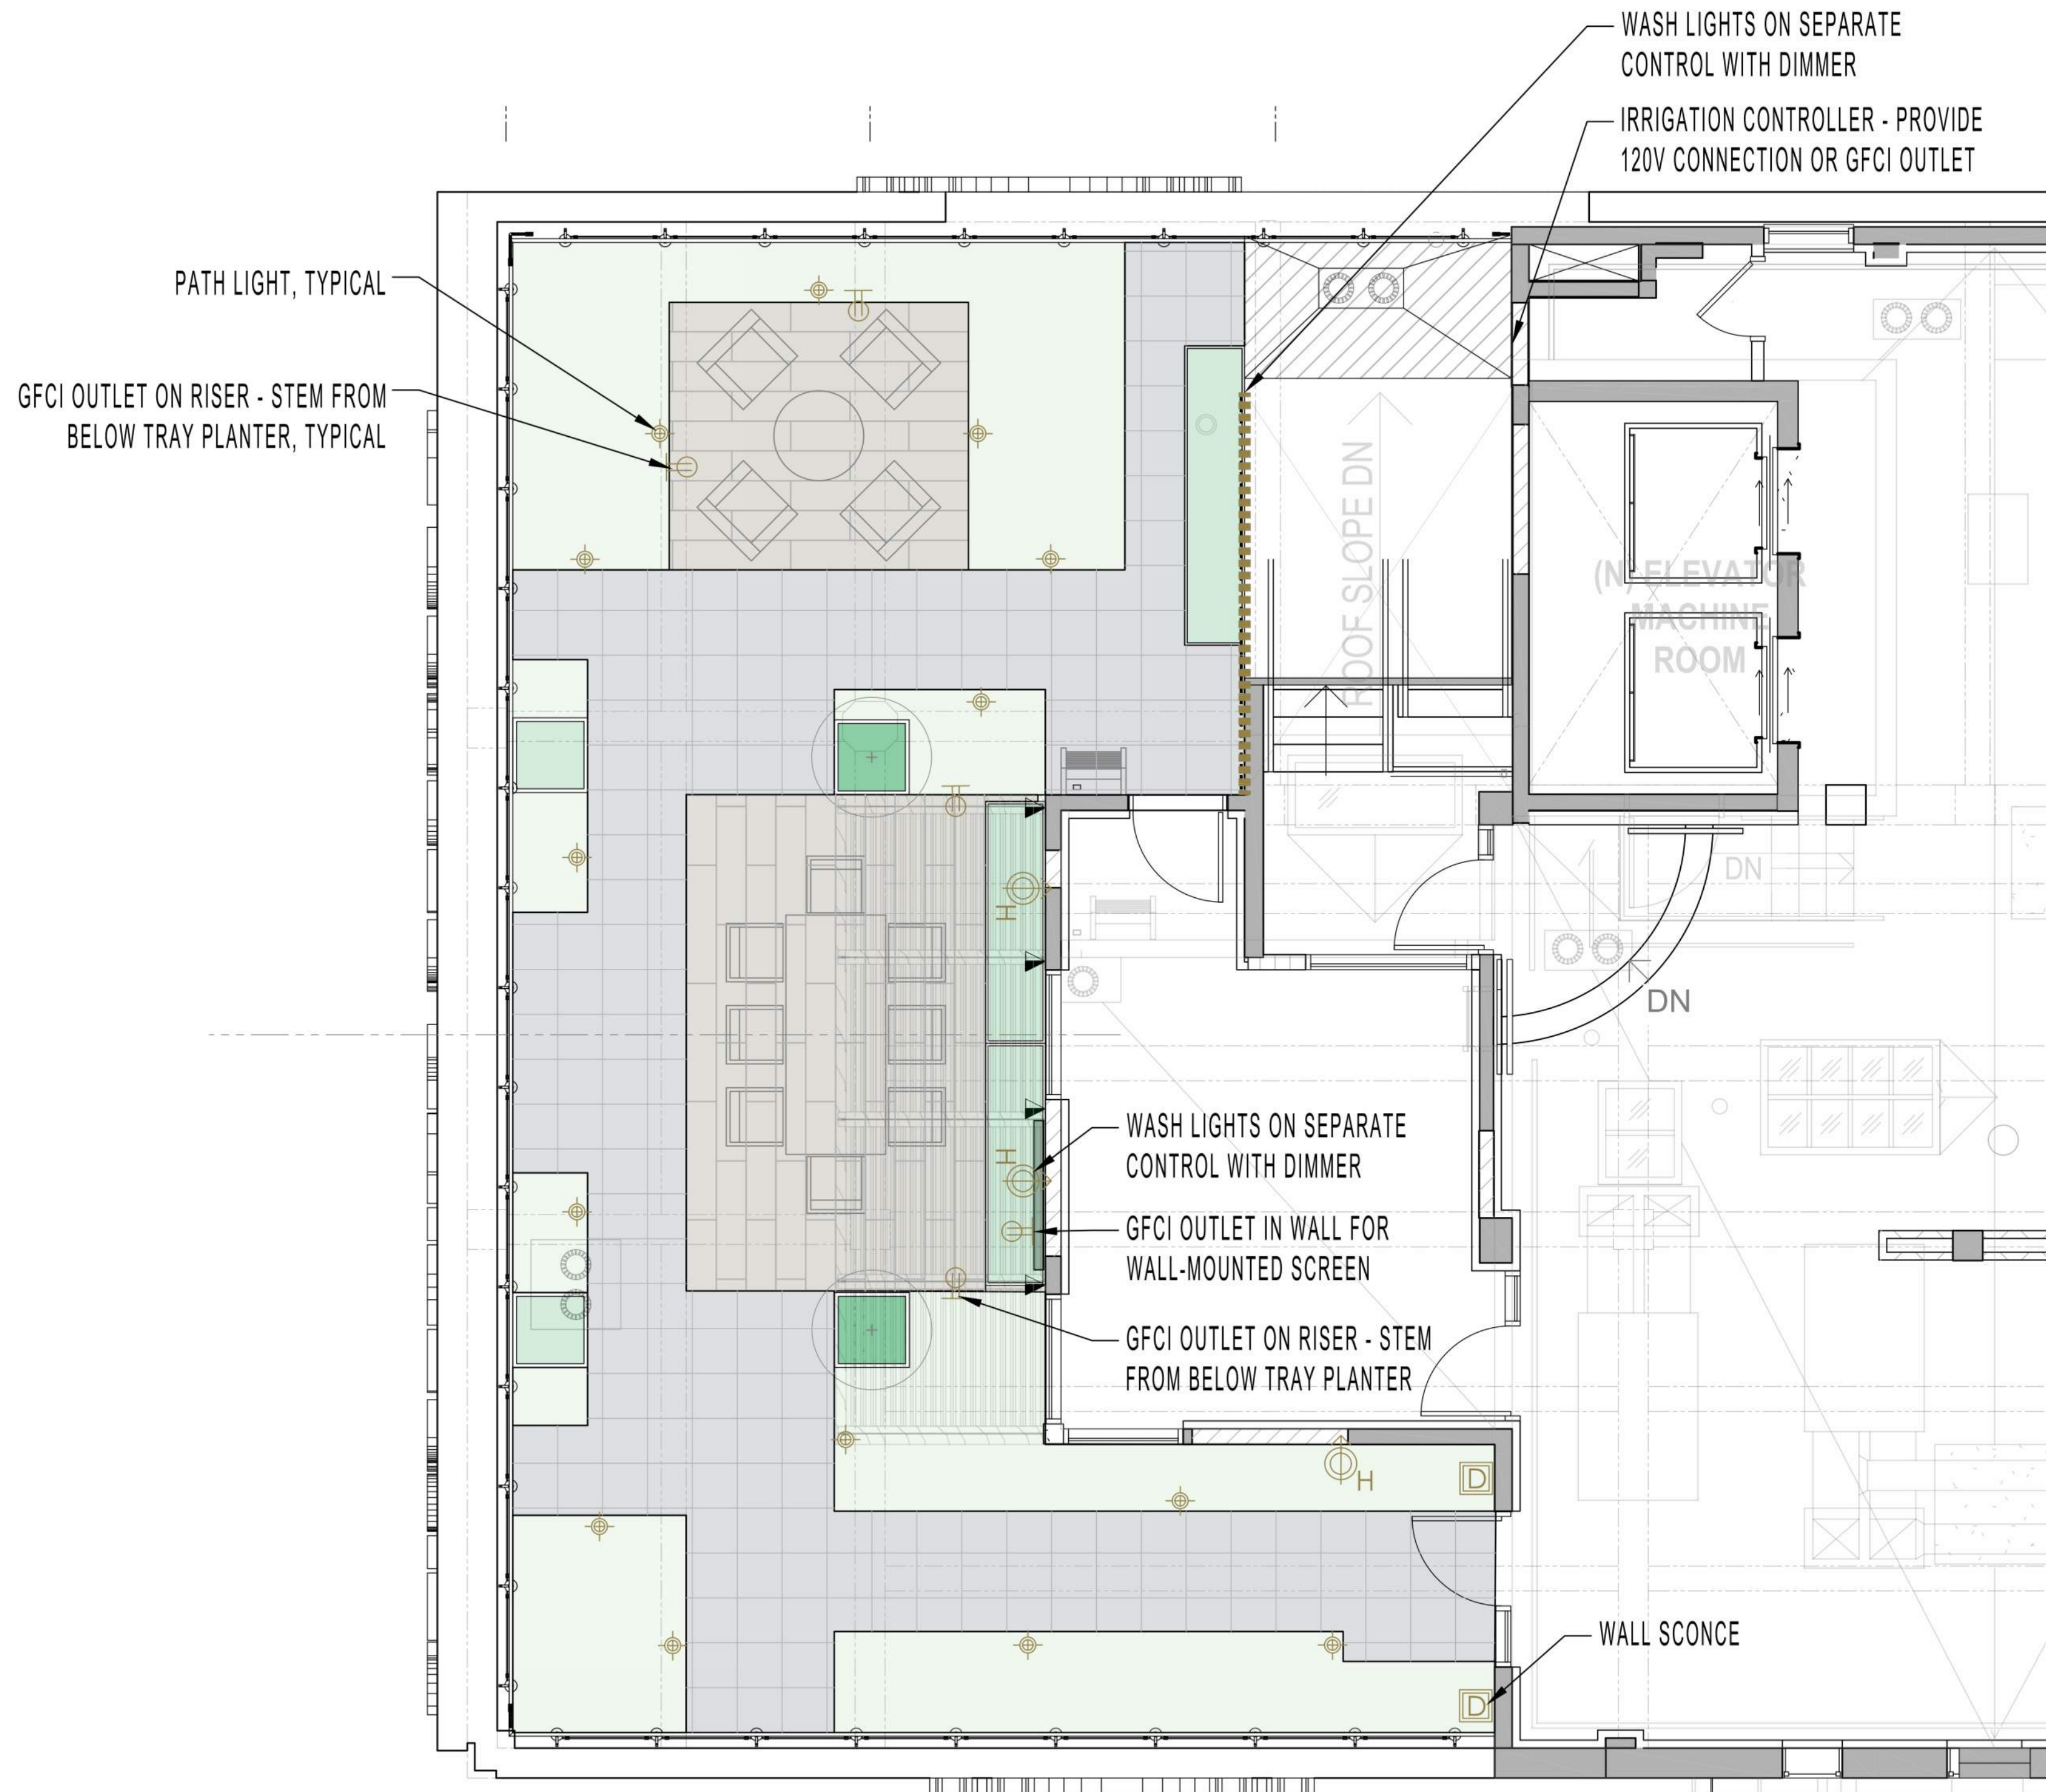 WASH LIGHTS ON SEPARATE
CONTROL WITH DIMMER
IRRIGATION CONTROLLER - PROVIDE
120V CONNECTION OR GFCI OUTLET
PATH LIGHT, TYPICAL
GFCI OUTLET ON RISER - STEM FROM
BELOW TRAY PLANTER, TYPICAL
ROOF SLOPE DN
(N) ELEVATOR
MACHINE
ROOM
DN
H
DN
WASH LIGHTS ON SEPARATE
CONTROL WITH DIMMER
H
GFCI OUTLET IN WALL FOR
WALL-MOUNTED SCREEN
GFCI OUTLET ON RISER - STEM
FROM BELOW TRAY PLANTER
H
D
WALL SCONCE
D